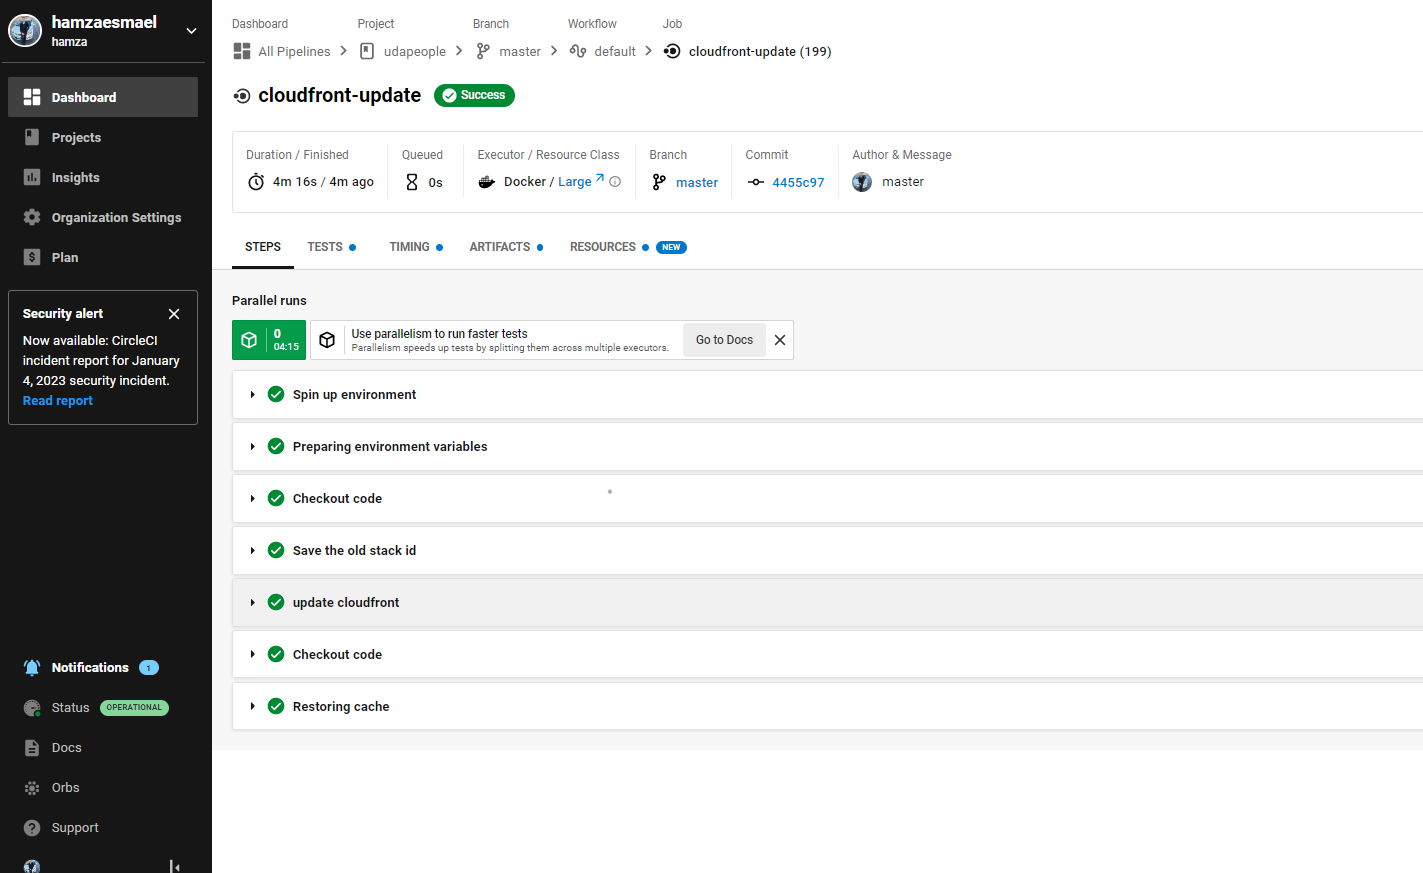 hamzaesmael
hamza
Dashboard
Projects
Insights
Organization Settings
Plan
Security alert
Now available: CircleCI
incident report for January
4, 2023 security incident.
Read report
Notifications 1
Status OPERATIONAL
Docs
Orbs
Support
Dashboard Project Branch Workflow Job
All Pipelines udapeople master default cloudfront-update (199)
cloudfront-update Success
Duration / Finished Queued Executor / Resource Class Branch Commit Author & Message
4m 16s / 4m ago 0s Docker / Large master 4455c97 master
STEPS TESTS TIMING ARTIFACTS RESOURCES NEW
Parallel runs
0
04:15
Use parallelism to run faster tests
Parallelism speeds up tests by splitting them across multiple executors.
Go to Docs
Spin up environment
Preparing environment variables
Checkout code
Save the old stack id
update cloudfront
Checkout code
Restoring cache